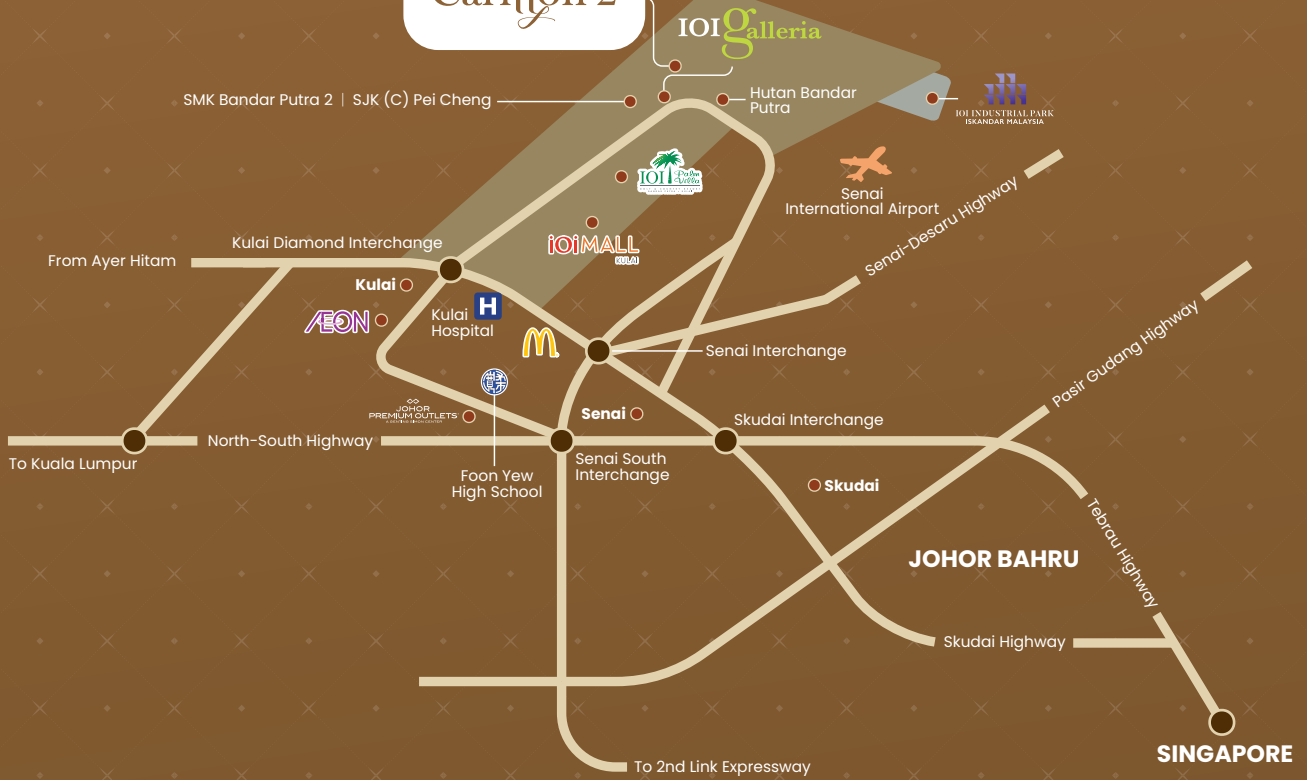 IOI galleria
SMK Bandar Putra 2 | SJK (C) Pei Cheng
Hutan Bandar
Putra
IOI INDUSTRIAL PARK
ISKANDAR MALAYSIA
IOI Palm
Villa
Senai
International Airport
Senai-Desaru Highway
Kulai Diamond Interchange
iOi MALL
KULAI
From Ayer Hitam
Kulai
Pasir Gudang Highway
AEON
Kulai
Hospital
H
Senai Interchange
JOHOR
PREMIUM OUTLETS
Senai
Skudai Interchange
North-South Highway
To Kuala Lumpur
Senai South
Interchange
Foon Yew
High School
Skudai
Tebrau Highway
JOHOR BAHRU
Skudai Highway
SINGAPORE
To 2nd Link Expressway